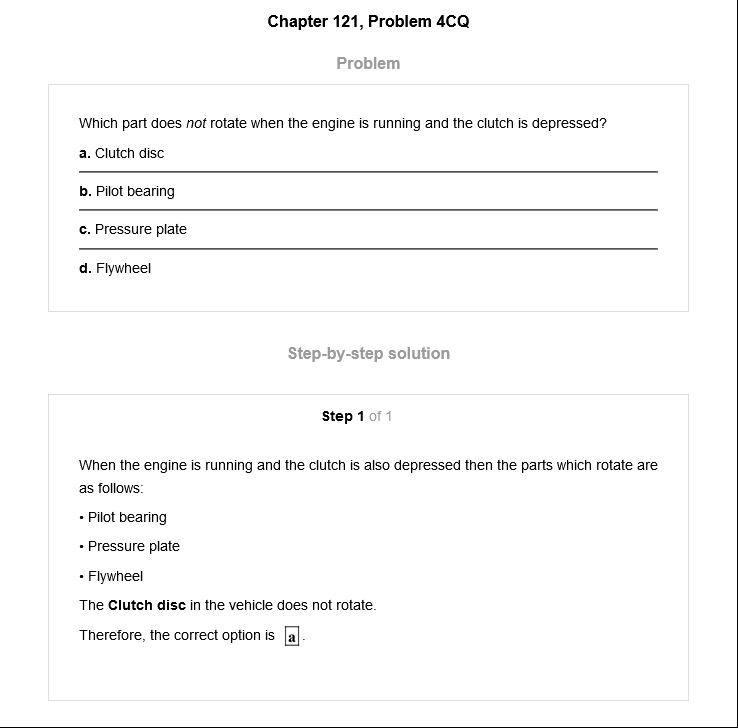 Chapter 121, Problem 4CQ
Problem
Which part does not rotate when the engine is running and the clutch is depressed?
a. Clutch disc
b. Pilot bearing
c. Pressure plate
d. Flywheel
Step-by-step solution
Step 1 of 1
When the engine is running and the clutch is also depressed then the parts which rotate are
as follows:
• Pilot bearing
• Pressure plate
• Flywheel
The Clutch disc in the vehicle does not rotate.
Therefore, the correct option is a.